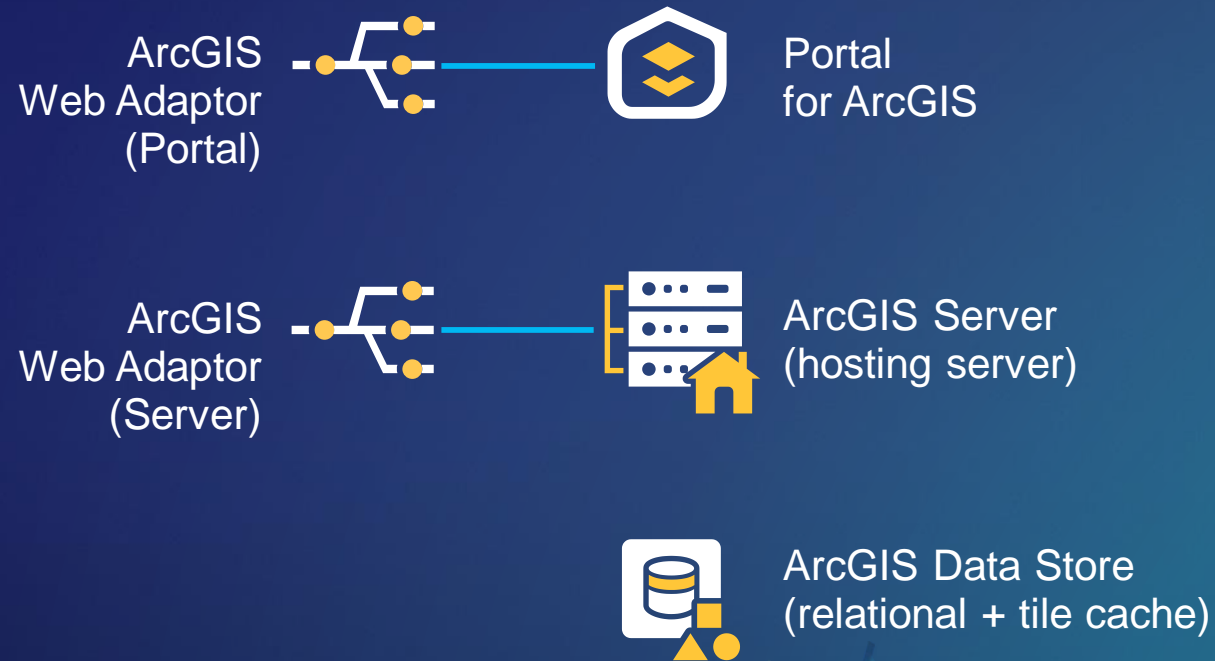 ArcGIS
Web Adaptor
(Portal)
Portal
for ArcGIS
ArcGIS
Web Adaptor
(Server)
ArcGIS Server
(hosting server)
ArcGIS Data Store
(relational + tile cache)